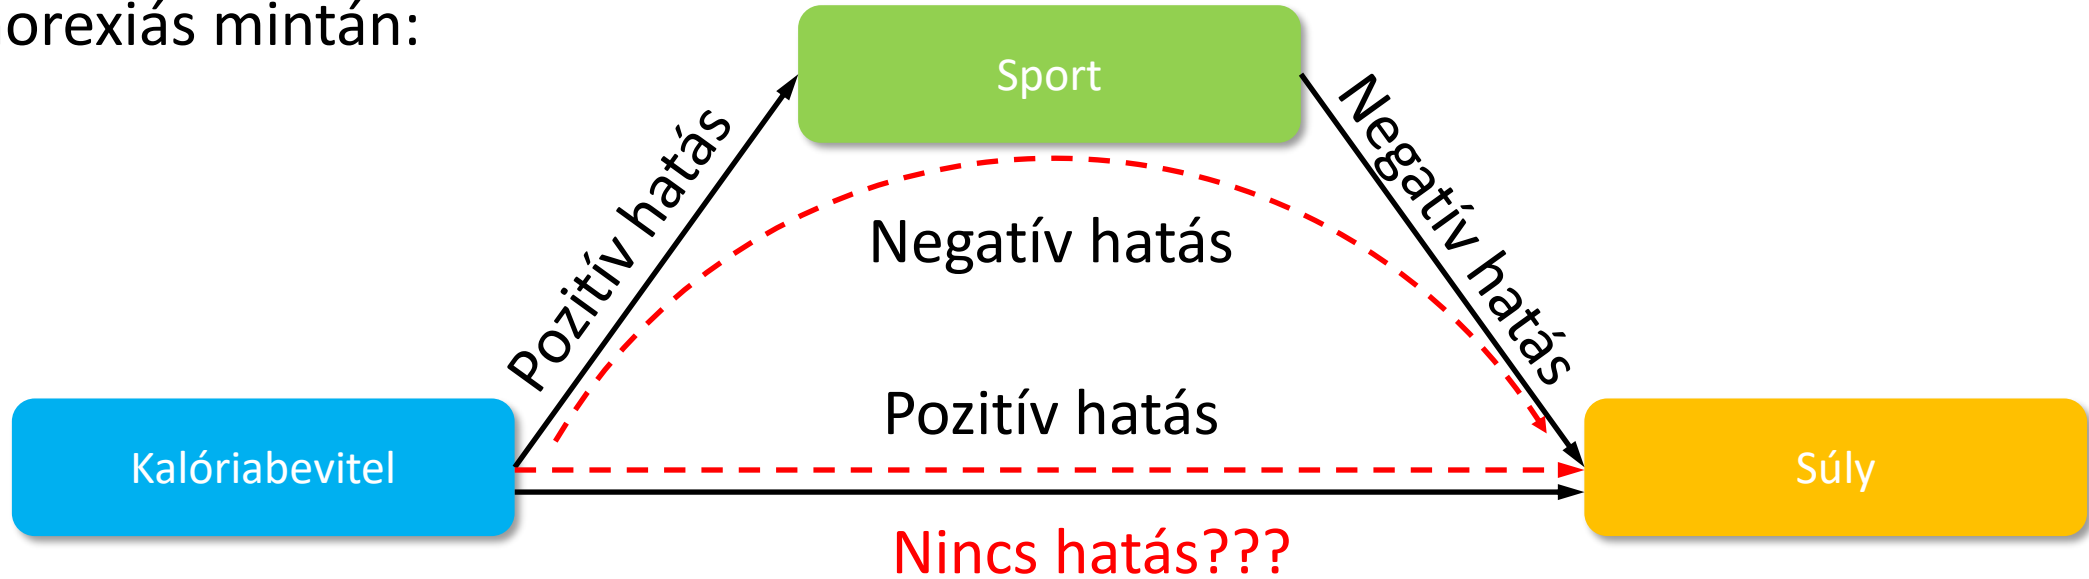 orexiás mintán:
Sport
Pozitív hatás
Negatív hatás
Negatív hatás
Pozitív hatás
Kalóriabevitel
Súly
Nincs hatás???